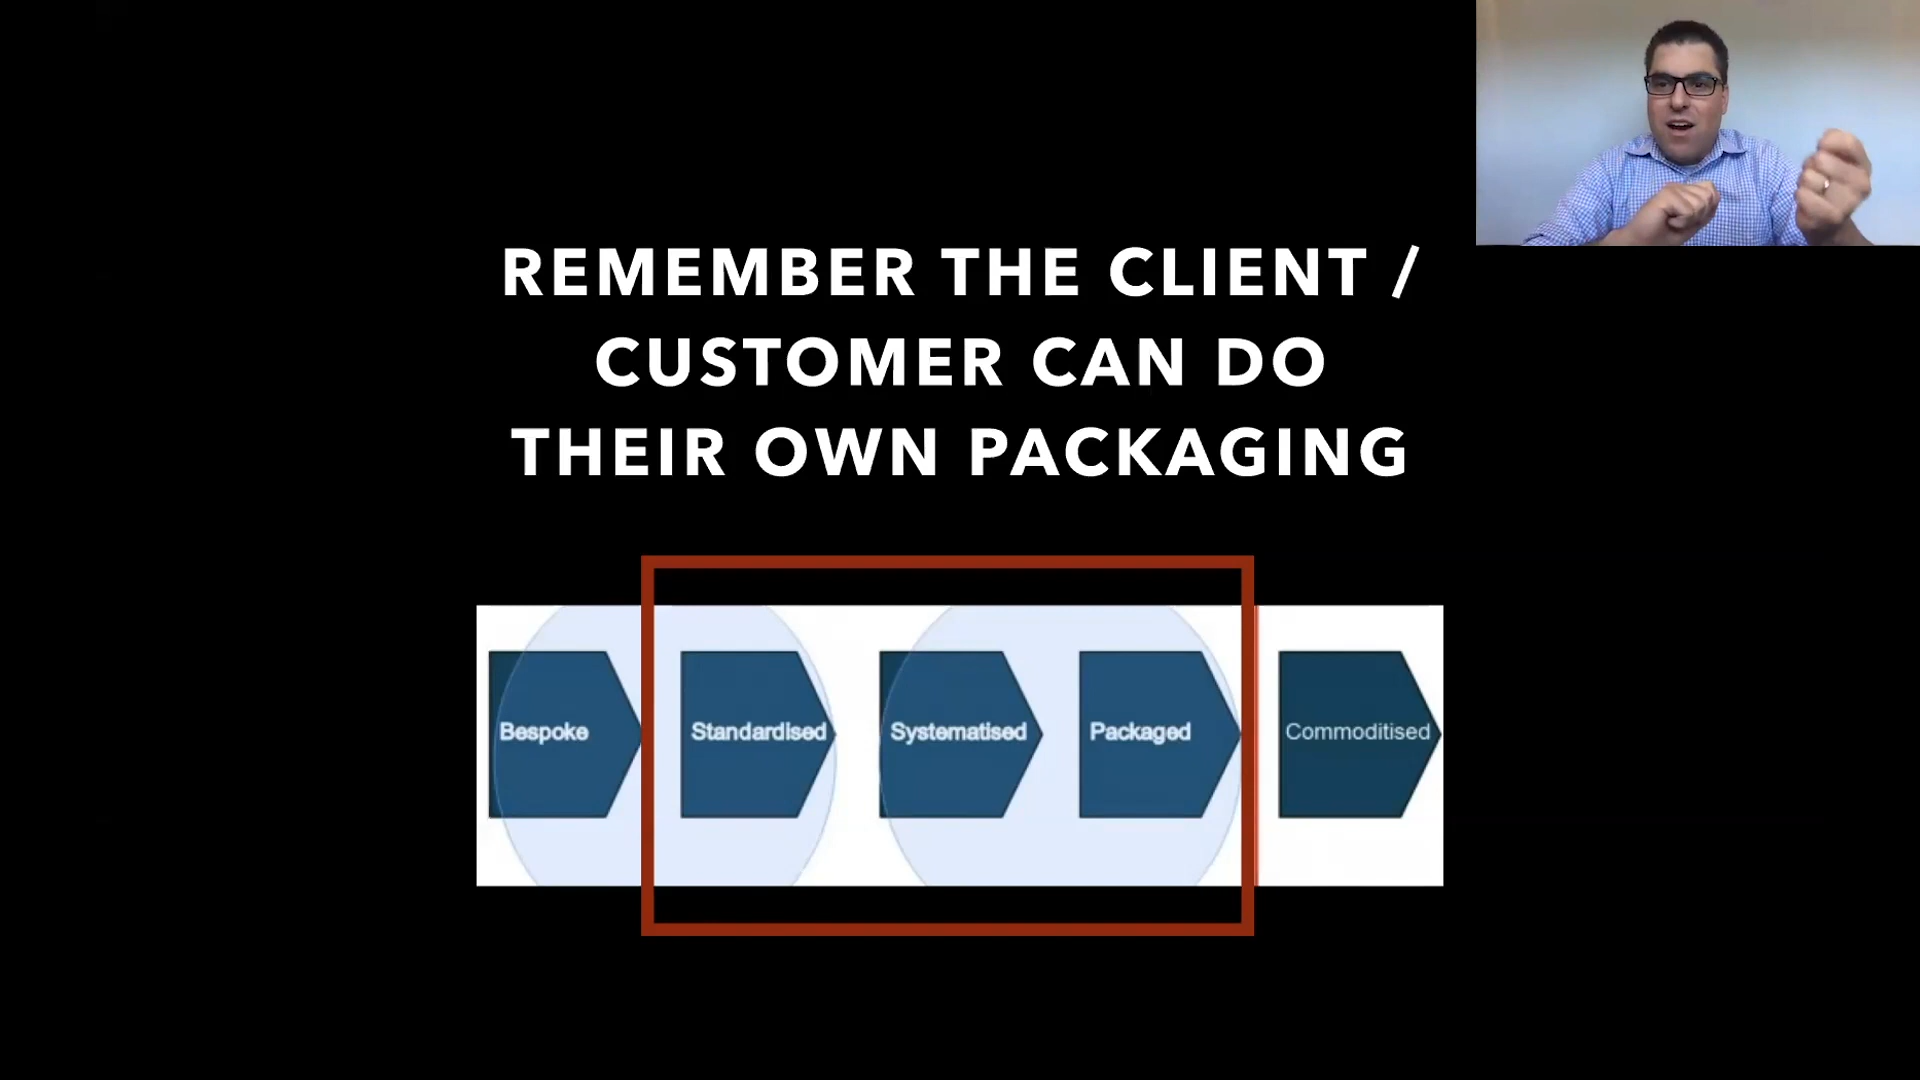 REMEMBER THE CLIENT /
CUSTOMER CAN DO
THEIR OWN PACKAGING
Bespoke
Standardised
Systematised
Packaged
Commoditised